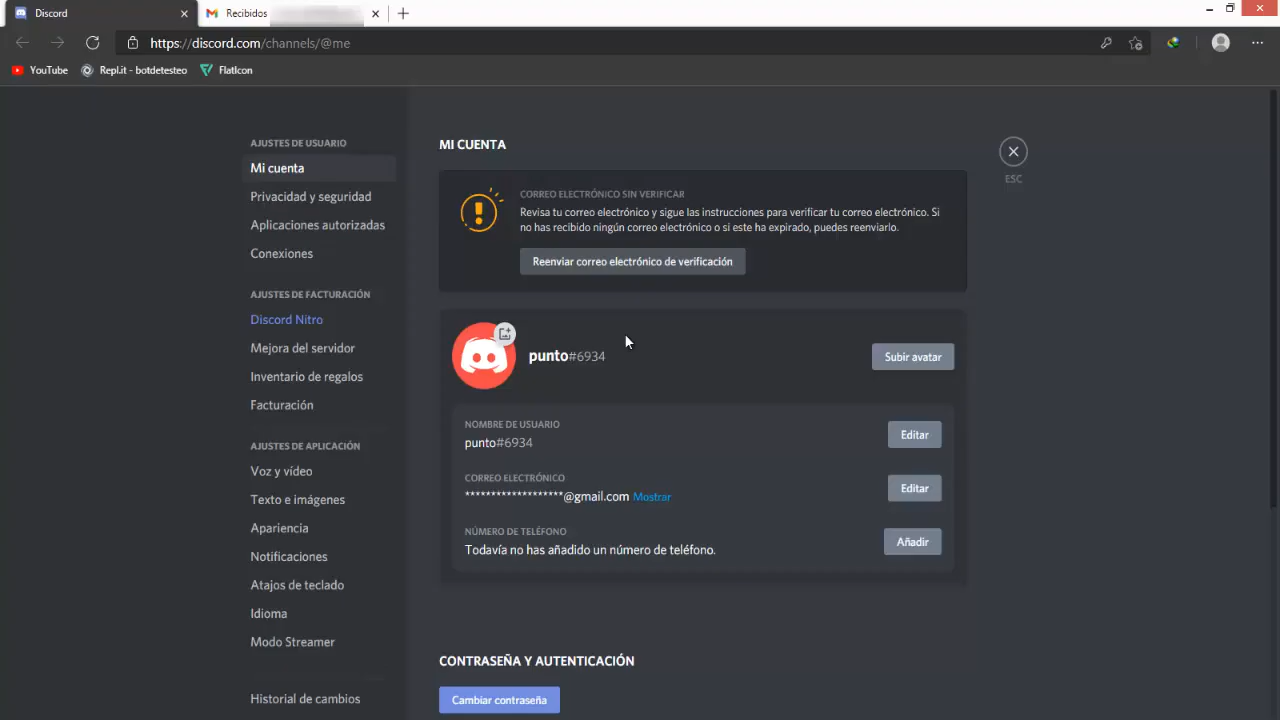 Discord
Recibidos
https://discord.com/channels/@me
YouTube
Repl.it - botdetesteo
FlatIcon
AJUSTES DE USUARIO
Mi cuenta
Privacidad y seguridad
Aplicaciones autorizadas
Conexiones
AJUSTES DE FACTURACIÓN
Discord Nitro
Mejora del servidor
Inventario de regalos
Facturación
AJUSTES DE APLICACIÓN
Voz y vídeo
Texto e imágenes
Apariencia
Notificaciones
Atajos de teclado
Idioma
Modo Streamer
Historial de cambios
MI CUENTA
ESC
CORREO ELECTRÓNICO SIN VERIFICAR
Revisa tu correo electrónico y sigue las instrucciones para verificar tu correo electrónico. Si
no has recibido ningún correo electrónico o si este ha expirado, puedes reenviarlo.
Reenviar correo electrónico de verificación
punto#6934
Subir avatar
NOMBRE DE USUARIO
punto#6934
Editar
CORREO ELECTRÓNICO
*******************@gmail.com Mostrar
Editar
NÚMERO DE TELÉFONO
Todavía no has añadido un número de teléfono.
Añadir
CONTRASEÑA Y AUTENTICACIÓN
Cambiar contraseña